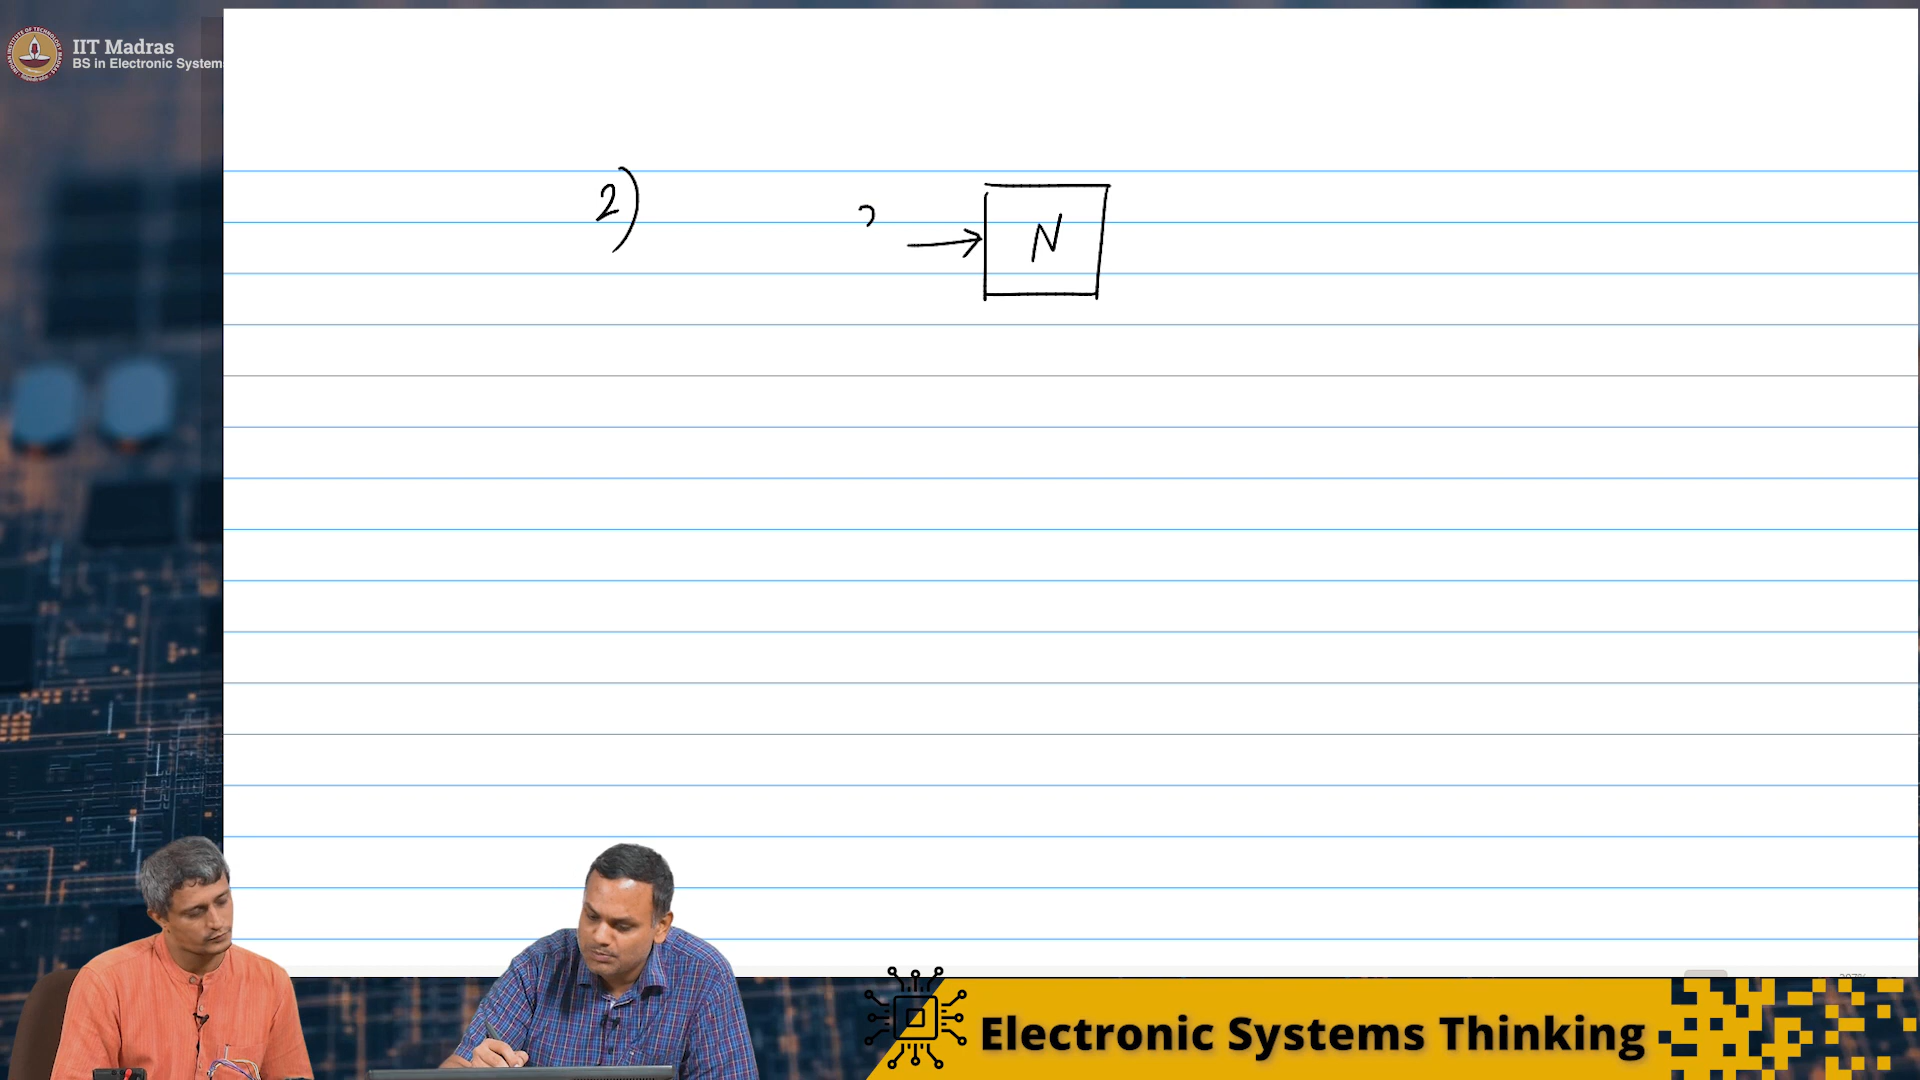 IIT Madras
BS in Electronic System
2)
? → N
Electronic Systems Thinking